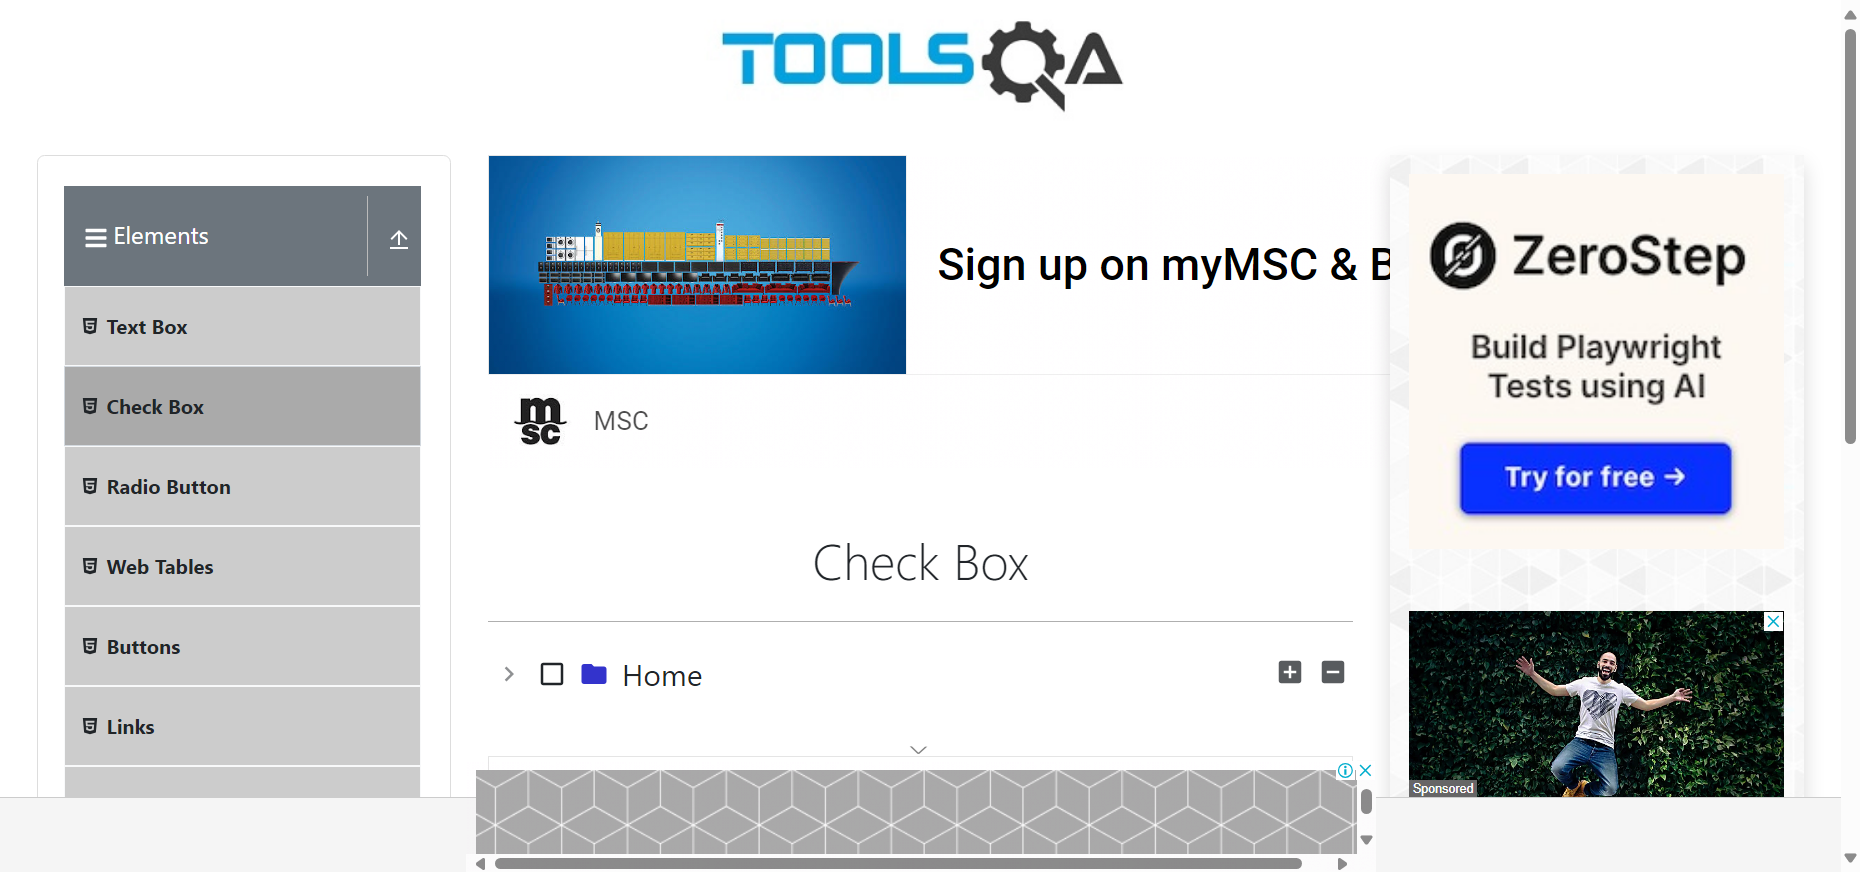 TOOLSQA
Elements
Text Box
Check Box
Radio Button
Web Tables
Buttons
Links
Sign up on myMSC & B
msc
MSC
Check Box
Home
ZeroStep
Build Playwright
Tests using AI
Try for free →
Sponsored